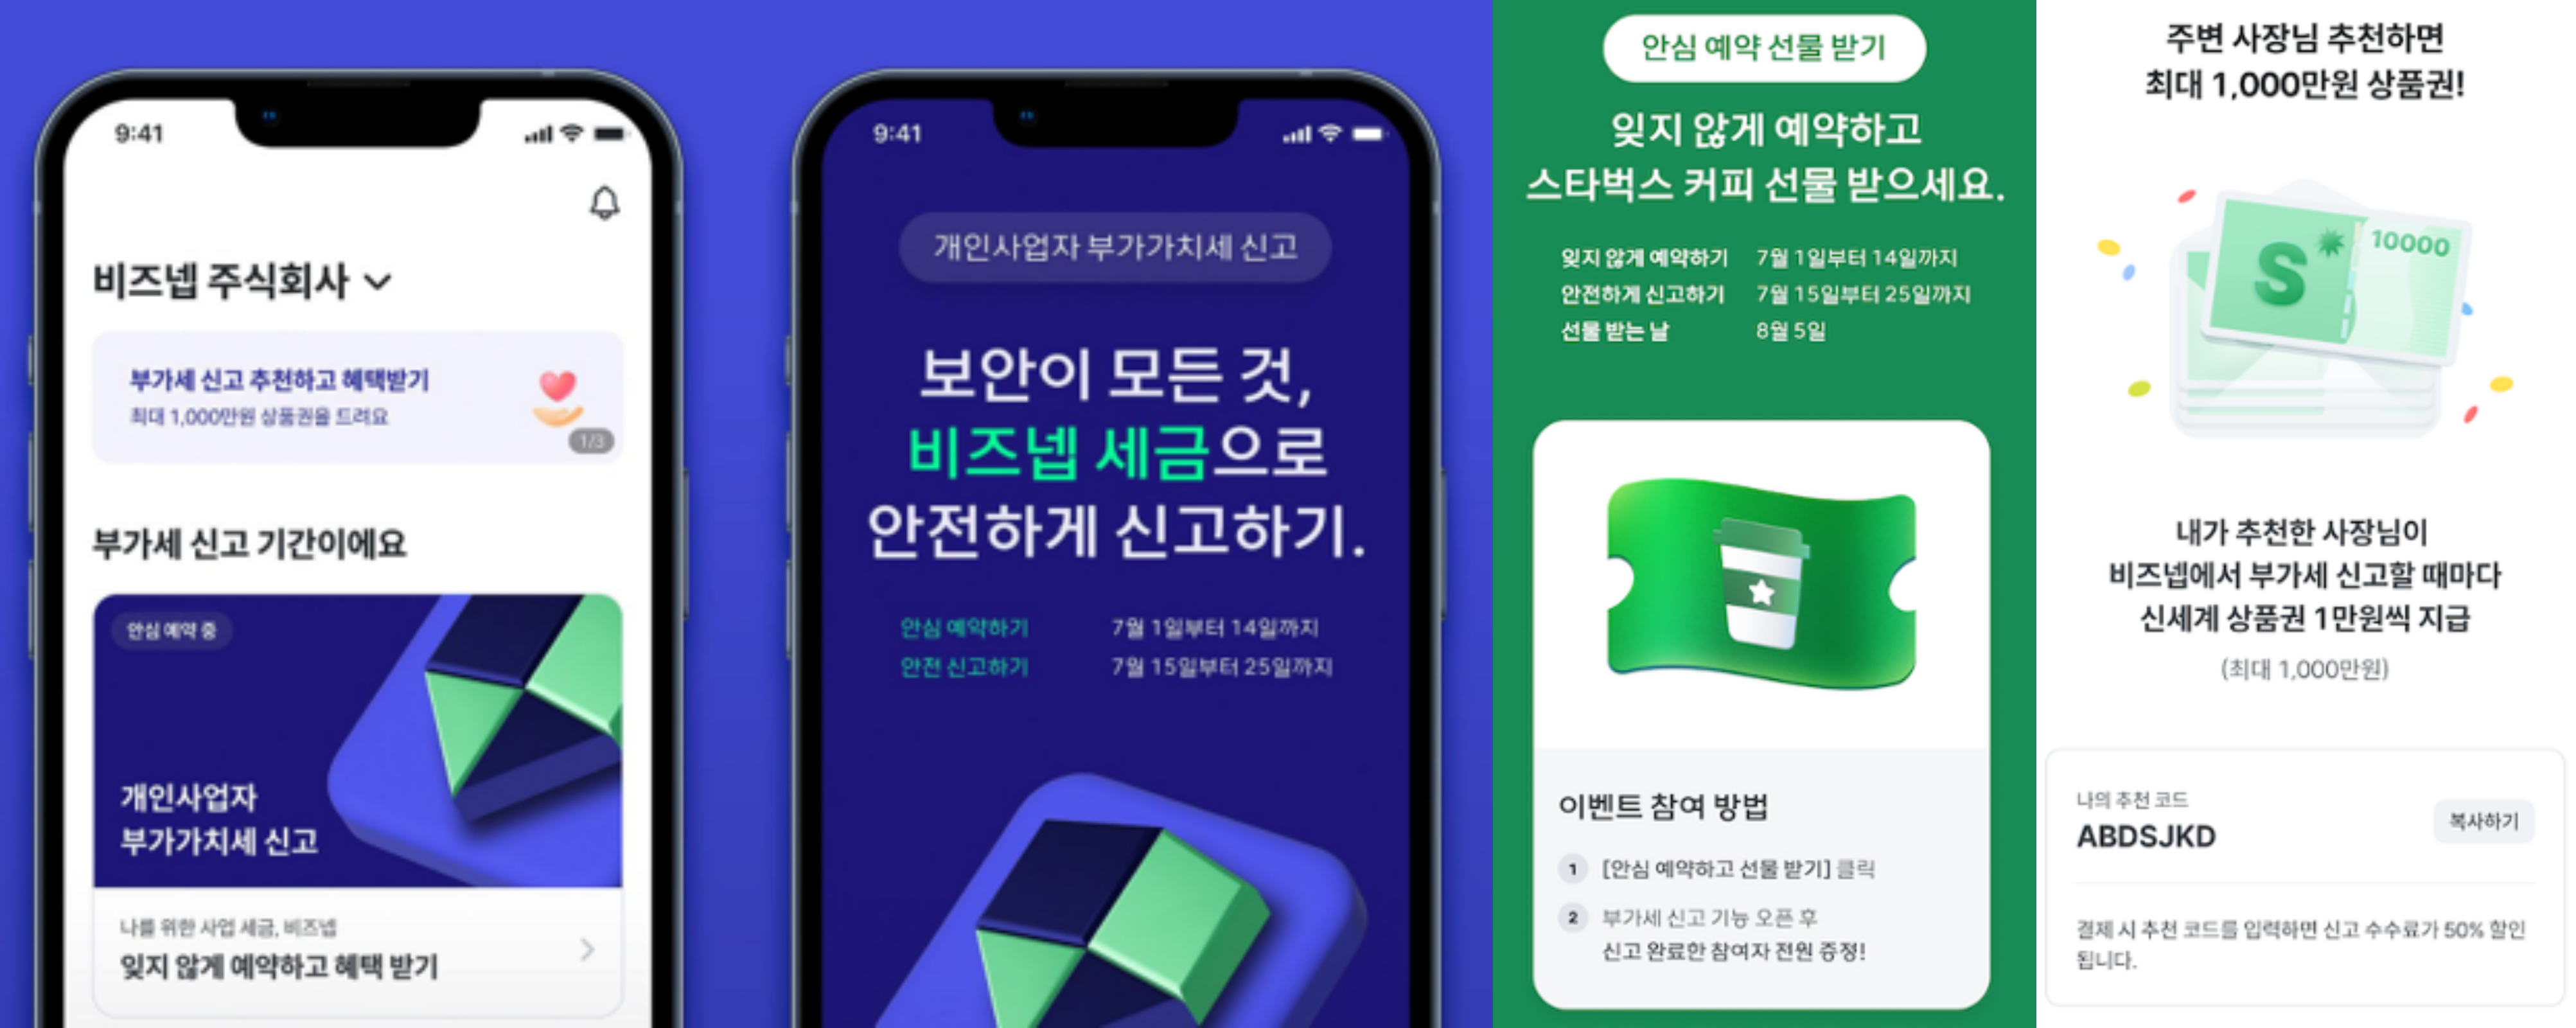 9:41
비즈넵 주식회사
부가세 신고 추천하고 혜택받기
최대 1,000만원 상품권을 드려요
1/3
부가세 신고 기간이에요
안심 예약 중
개인사업자
부가가치세 신고
나를 위한 사업 세금, 비즈넵
잊지 않게 예약하고 혜택 받기
9:41
개인사업자 부가가치세 신고
보안이 모든 것,
비즈넵 세금으로
안전하게 신고하기.
안심 예약하기 7월 1일부터 14일까지
안전 신고하기 7월 15일부터 25일까지
안심 예약 선물 받기
잊지 않게 예약하고
스타벅스 커피 선물 받으세요.
잊지 않게 예약하기 7월 1일부터 14일까지
안전하게 신고하기 7월 15일부터 25일까지
선물 받는 날 8월 5일
이벤트 참여 방법
1 [안심 예약하고 선물 받기] 클릭
2 부가세 신고 기능 오픈 후
신고 완료한 참여자 전원 증정!
주변 사장님 추천하면
최대 1,000만원 상품권!
S 10000
내가 추천한 사장님이
비즈넵에서 부가세 신고할 때마다
신세계 상품권 1만원씩 지급
(최대 1,000만원)
나의 추천 코드
ABDSJKD
복사하기
결제 시 추천 코드를 입력하면 신고 수수료가 50% 할인
됩니다.